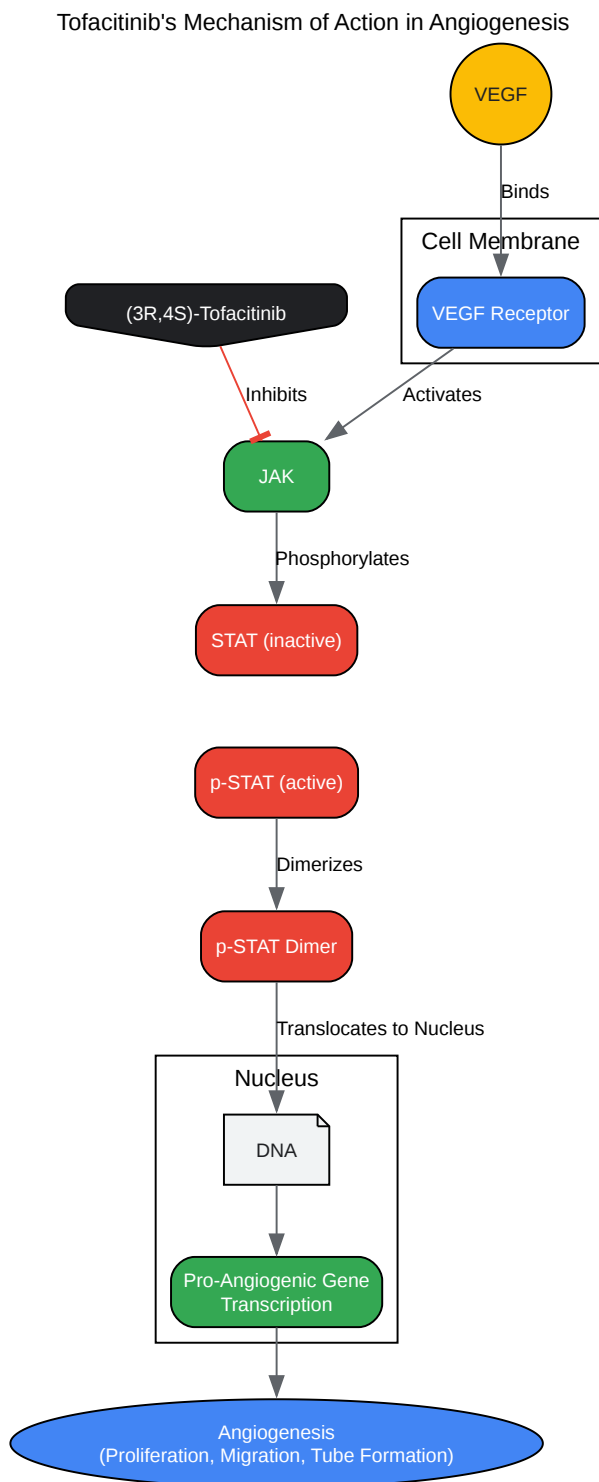 Tofacitinib's Mechanism of Action in Angiogenesis
VEGF
Binds
Cell Membrane
VEGF Receptor
(3R,4S)-Tofacitinib
Inhibits
Activates
JAK
Phosphorylates
STAT (inactive)
p-STAT (active)
Dimerizes
p-STAT Dimer
Translocates to Nucleus
Nucleus
DNA
Pro-Angiogenic Gene
Transcription
Angiogenesis
(Proliferation, Migration, Tube Formation)